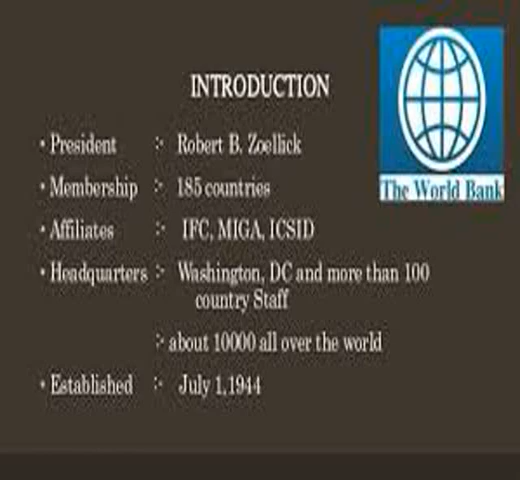 INTRODUCTION
The World Bank
• President :- Robert B. Zoellick
• Membership :- 185 countries
• Affiliates :- IFC, MIGA, ICSID
• Headquarters :- Washington, DC and more than 100
country Staff
:- about 10000 all over the world
• Established :- July 1,1944